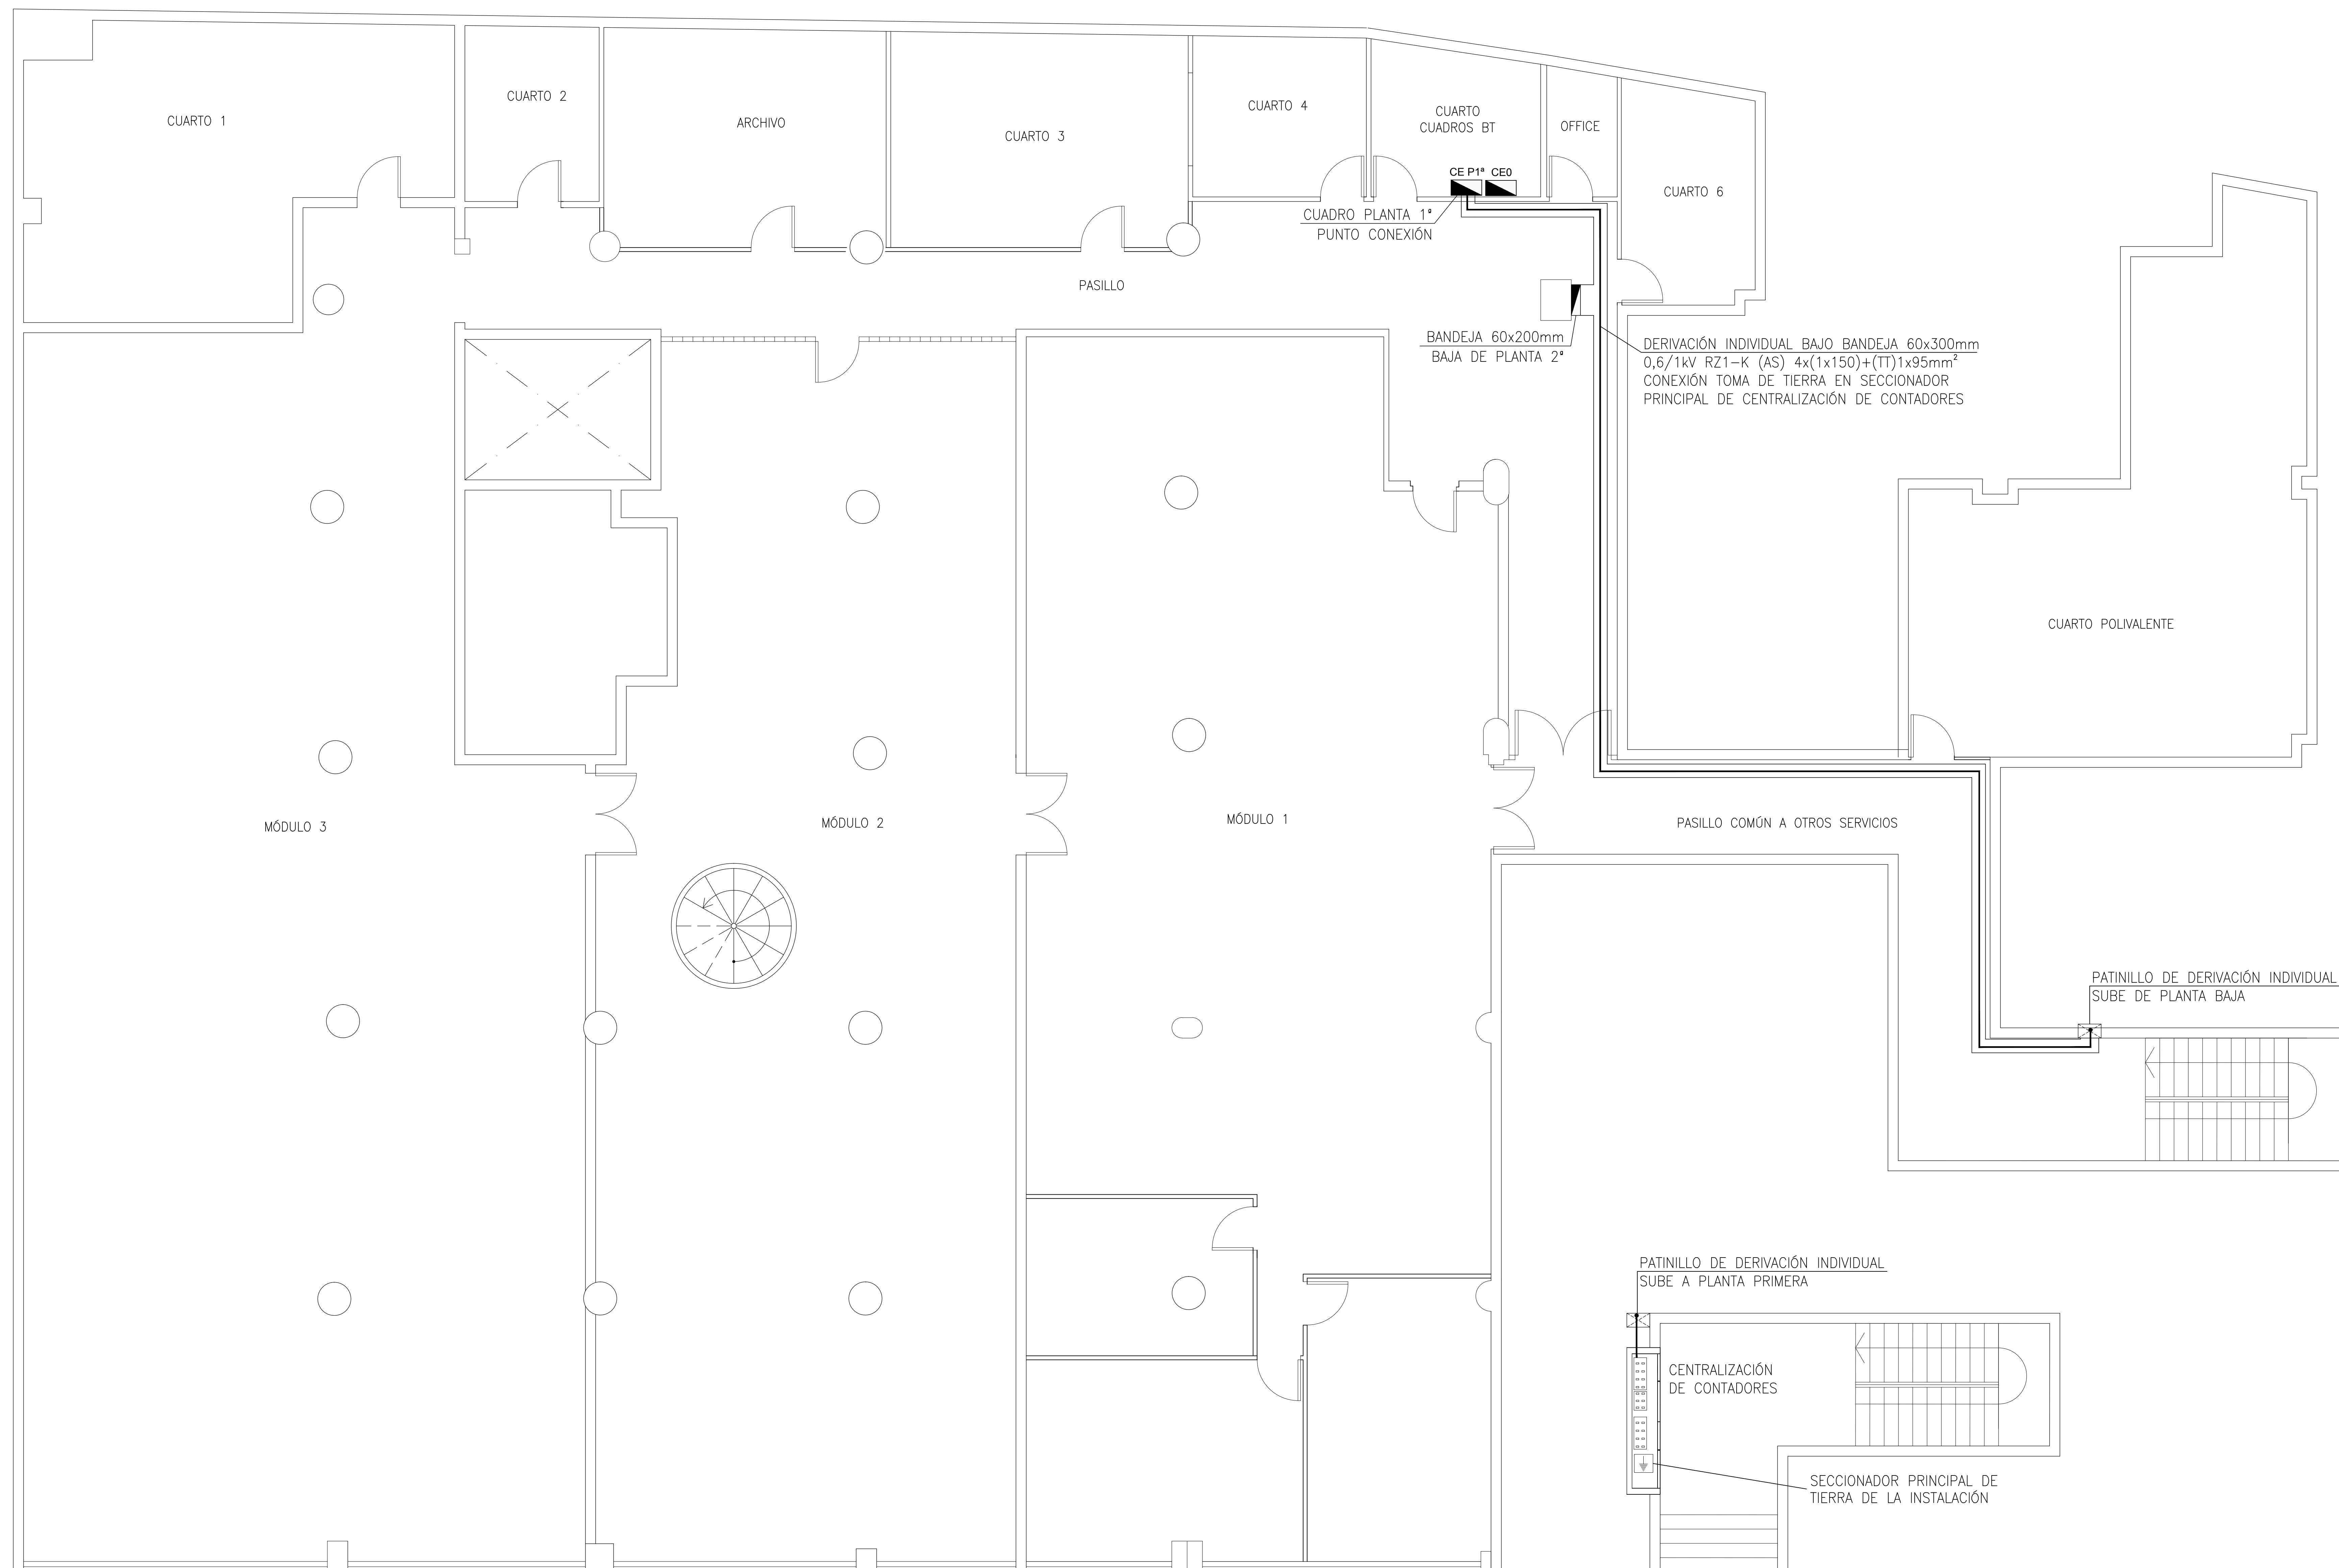 CUARTO 1
CUARTO 2
ARCHIVO
CUARTO 3
CUARTO 4
CUARTO
CUADROS BT
OFFICE
CUARTO 6
CE P1ª
CE0
CUADRO PLANTA 1ª
PUNTO CONEXIÓN
PASILLO
BANDEJA 60x200mm
BAJA DE PLANTA 2ª
DERIVACIÓN INDIVIDUAL BAJO BANDEJA 60x300mm
0,6/1kV RZ1-K (AS) 4x(1x150)+(TT)1x95mm²
CONEXIÓN TOMA DE TIERRA EN SECCIONADOR
PRINCIPAL DE CENTRALIZACIÓN DE CONTADORES
CUARTO POLIVALENTE
MÓDULO 3
MÓDULO 2
MÓDULO 1
PASILLO COMÚN A OTROS SERVICIOS
PATINILLO DE DERIVACIÓN INDIVIDUAL
SUBE DE PLANTA BAJA
PATINILLO DE DERIVACIÓN INDIVIDUAL
SUBE A PLANTA PRIMERA
CENTRALIZACIÓN
DE CONTADORES
SECCIONADOR PRINCIPAL DE
TIERRA DE LA INSTALACIÓN